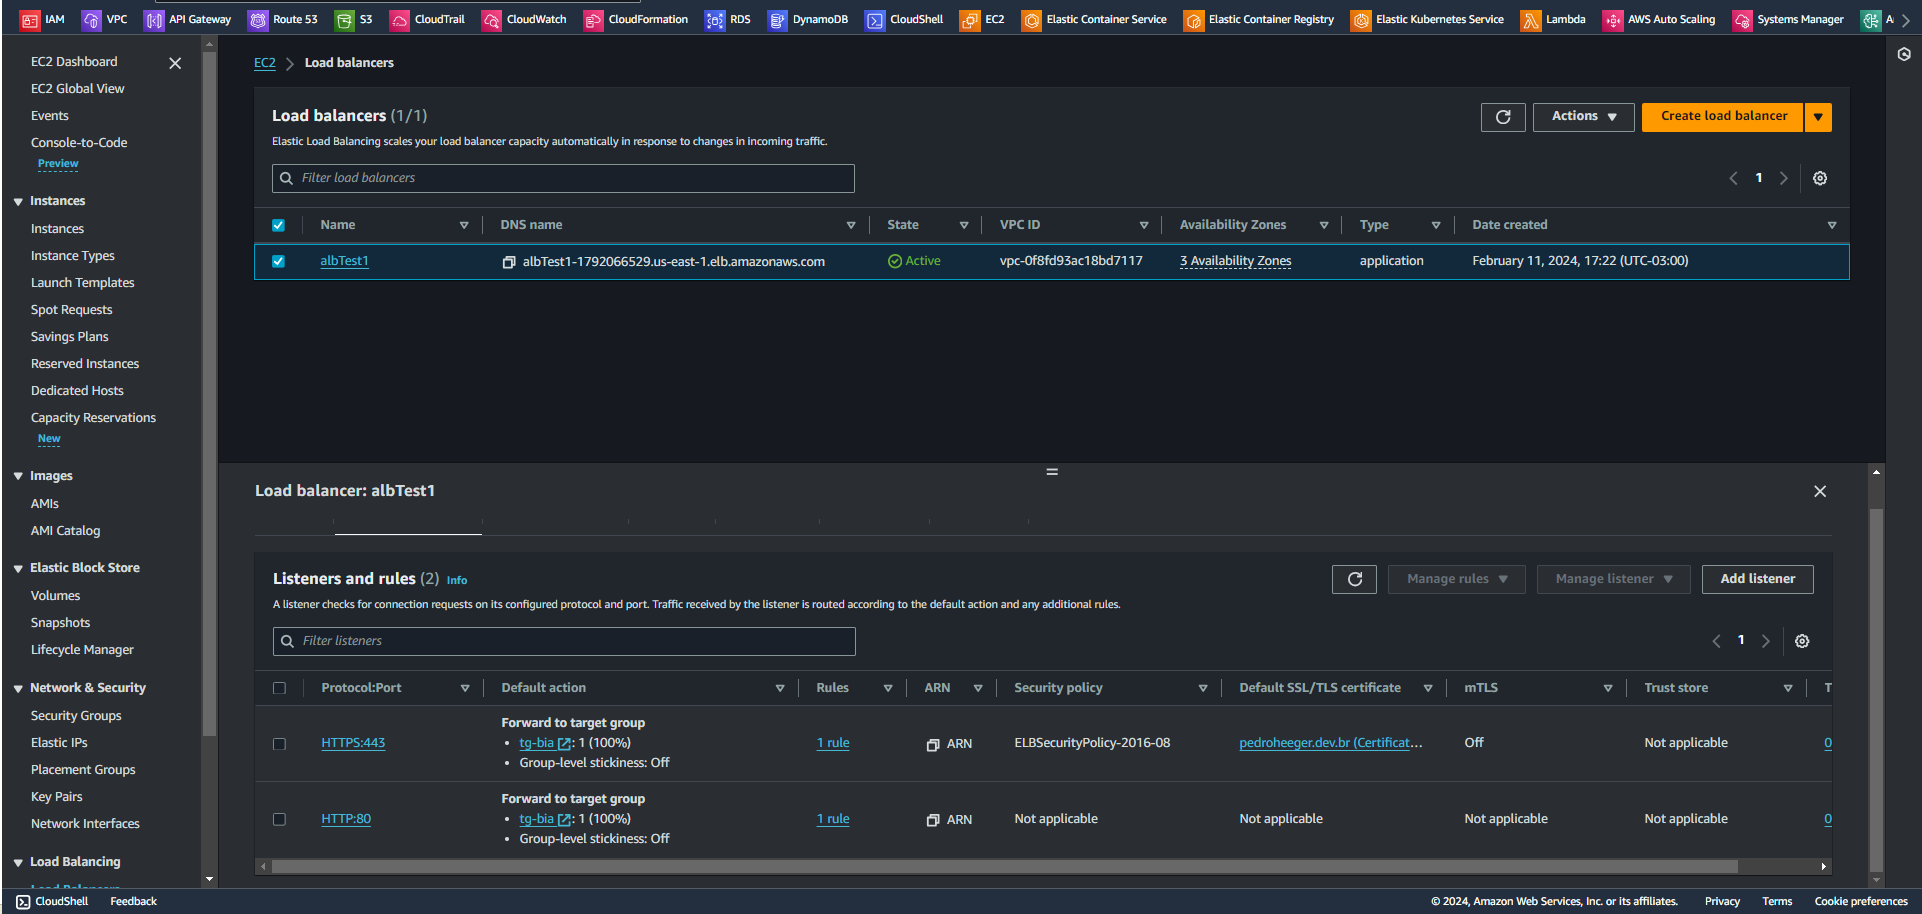 IAM VPC API Gateway Route 53 S3 CloudTrail CloudWatch CloudFormation RDS DynamoDB CloudShell EC2 Elastic Container Service Elastic Container Registry Elastic Kubernetes Service Lambda AWS Auto Scaling Systems Manager
EC2 Dashboard
EC2 Global View
Events
Console-to-Code
Preview
Instances
Instances
Instance Types
Launch Templates
Spot Requests
Savings Plans
Reserved Instances
Dedicated Hosts
Capacity Reservations
New
Images
AMIs
AMI Catalog
Elastic Block Store
Volumes
Snapshots
Lifecycle Manager
Network & Security
Security Groups
Elastic IPs
Placement Groups
Key Pairs
Network Interfaces
Load Balancing
Load Balancers
EC2 > Load balancers
Load balancers (1/1)
Actions
Create load balancer
Elastic Load Balancing scales your load balancer capacity automatically in response to changes in incoming traffic.
Filter load balancers
1
Name DNS name State VPC ID Availability Zones Type Date created
albTest1 albTest1-1792066529.us-east-1.elb.amazonaws.com Active vpc-0f8fd93ac18bd7117 3 Availability Zones application February 11, 2024, 17:22 (UTC-03:00)
Load balancer: albTest1
Listeners and rules (2) Info
Manage rules Manage listener Add listener
A listener checks for connection requests on its configured protocol and port. Traffic received by the listener is routed according to the default action and any additional rules.
Filter listeners
1
Protocol:Port Default action Rules ARN Security policy Default SSL/TLS certificate mTLS Trust store T
Forward to target group
HTTPS:443 • tg-bia : 1 (100%) 1 rule ARN ELBSecurityPolicy-2016-08 pedroheeger.dev.br (Certificat... Off Not applicable 0
• Group-level stickiness: Off
Forward to target group
HTTP:80 • tg-bia : 1 (100%) 1 rule ARN Not applicable Not applicable Not applicable Not applicable 0
• Group-level stickiness: Off
CloudShell Feedback © 2024, Amazon Web Services, Inc. or its affiliates. Privacy Terms Cookie preferences